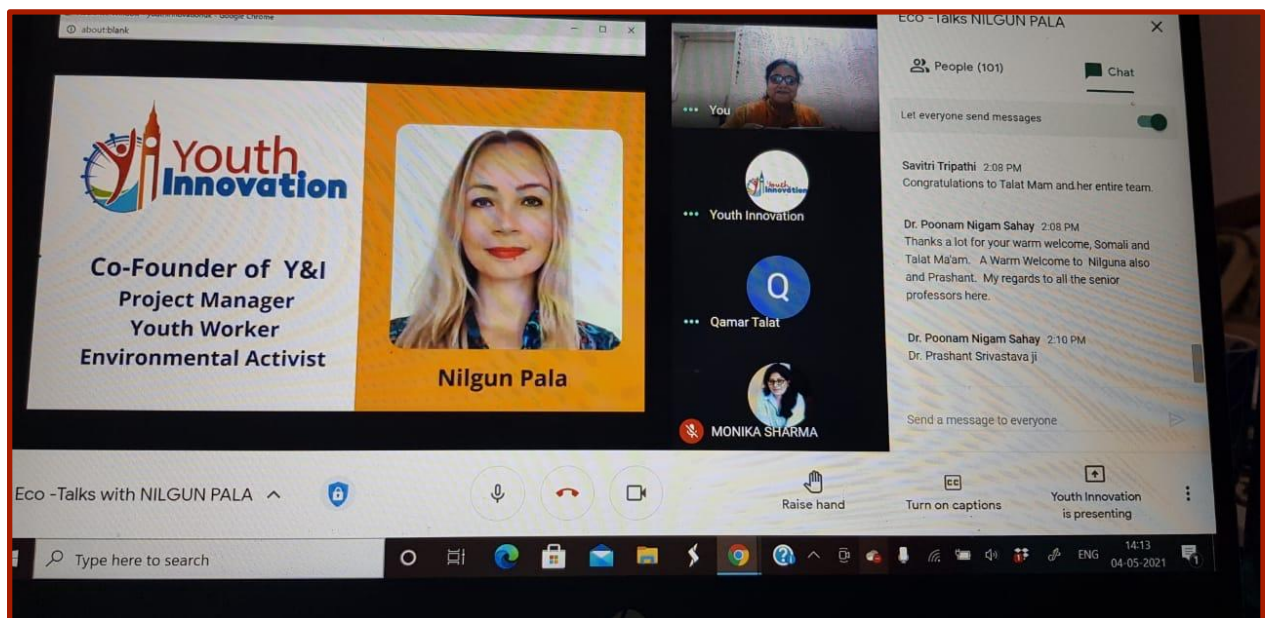 Google Chrome
about:blank
Youth
Innovation
Co-Founder of Y&I
Project Manager
Youth Worker
Environmental Activist
Nilgun Pala
You
Youth Innovation
Youth Innovation
Q
Qamar Talat
MONIKA SHARMA
Eco -Talks NILGUN PALA
People (101)
Chat
Let everyone send messages
Savitri Tripathi 2:08 PM
Congratulations to Talat Mam and her entire team.
Dr. Poonam Nigam Sahay 2:08 PM
Thanks a lot for your warm welcome, Somali and
Talat Ma'am. A Warm Welcome to Nilguna also
and Prashant. My regards to all the senior
professors here.
Dr. Poonam Nigam Sahay 2:10 PM
Dr. Prashant Srivastava ji
Send a message to everyone
Eco -Talks with NILGUN PALA
Raise hand
CC
Turn on captions
Youth Innovation
is presenting
Type here to search
ENG
14:13
04-05-2021
1